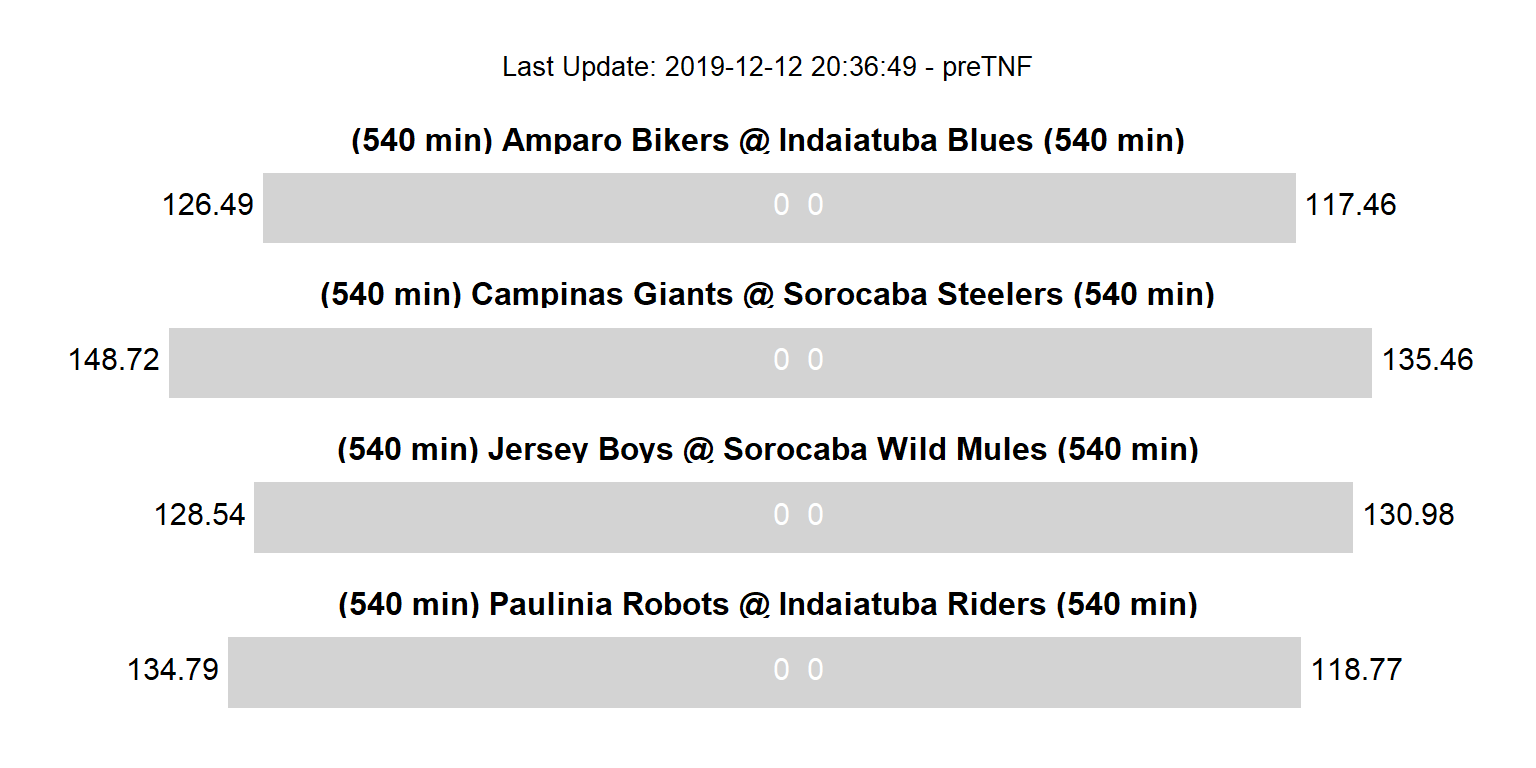 Last Update: 2019-12-12 20:36:49 - preTNF
(540 min) Amparo Bikers @ Indaiatuba Blues (540 min)
126.49 0 0 117.46
(540 min) Campinas Giants @ Sorocaba Steelers (540 min)
148.72 0 0 135.46
(540 min) Jersey Boys @ Sorocaba Wild Mules (540 min)
128.54 0 0 130.98
(540 min) Paulinia Robots @ Indaiatuba Riders (540 min)
134.79 0 0 118.77